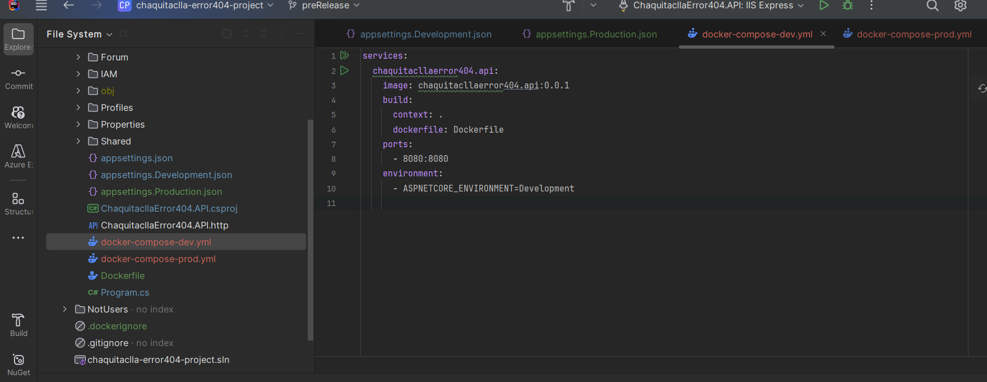 CP chaquitaclla-error404-project preRelease ChaquitacllaError404.API: IIS Express
Explore
Commit
Welcom
Azure E:
Structu
Build
NuGet
File System
Forum
IAM
obj
Profiles
Properties
Shared
{} appsettings.json
{} appsettings.Development.json
{} appsettings.Production.json
C# ChaquitacllaError404.API.csproj
API ChaquitacllaError404.API.http
docker-compose-dev.yml
docker-compose-prod.yml
Dockerfile
C# Program.cs
NotUsers · no index
.dockerignore
.gitignore · no index
chaquitaclla-error404-project.sln
{} appsettings.Development.json {} appsettings.Production.json docker-compose-dev.yml × docker-compose-prod.yml
1 services:
2 chaquitacllaerror404.api:
3 image: chaquitacllaerror404.api:0.0.1
4 build:
5 context: .
6 dockerfile: Dockerfile
7 ports:
8 - 8080:8080
9 environment:
10 - ASPNETCORE_ENVIRONMENT=Development
11